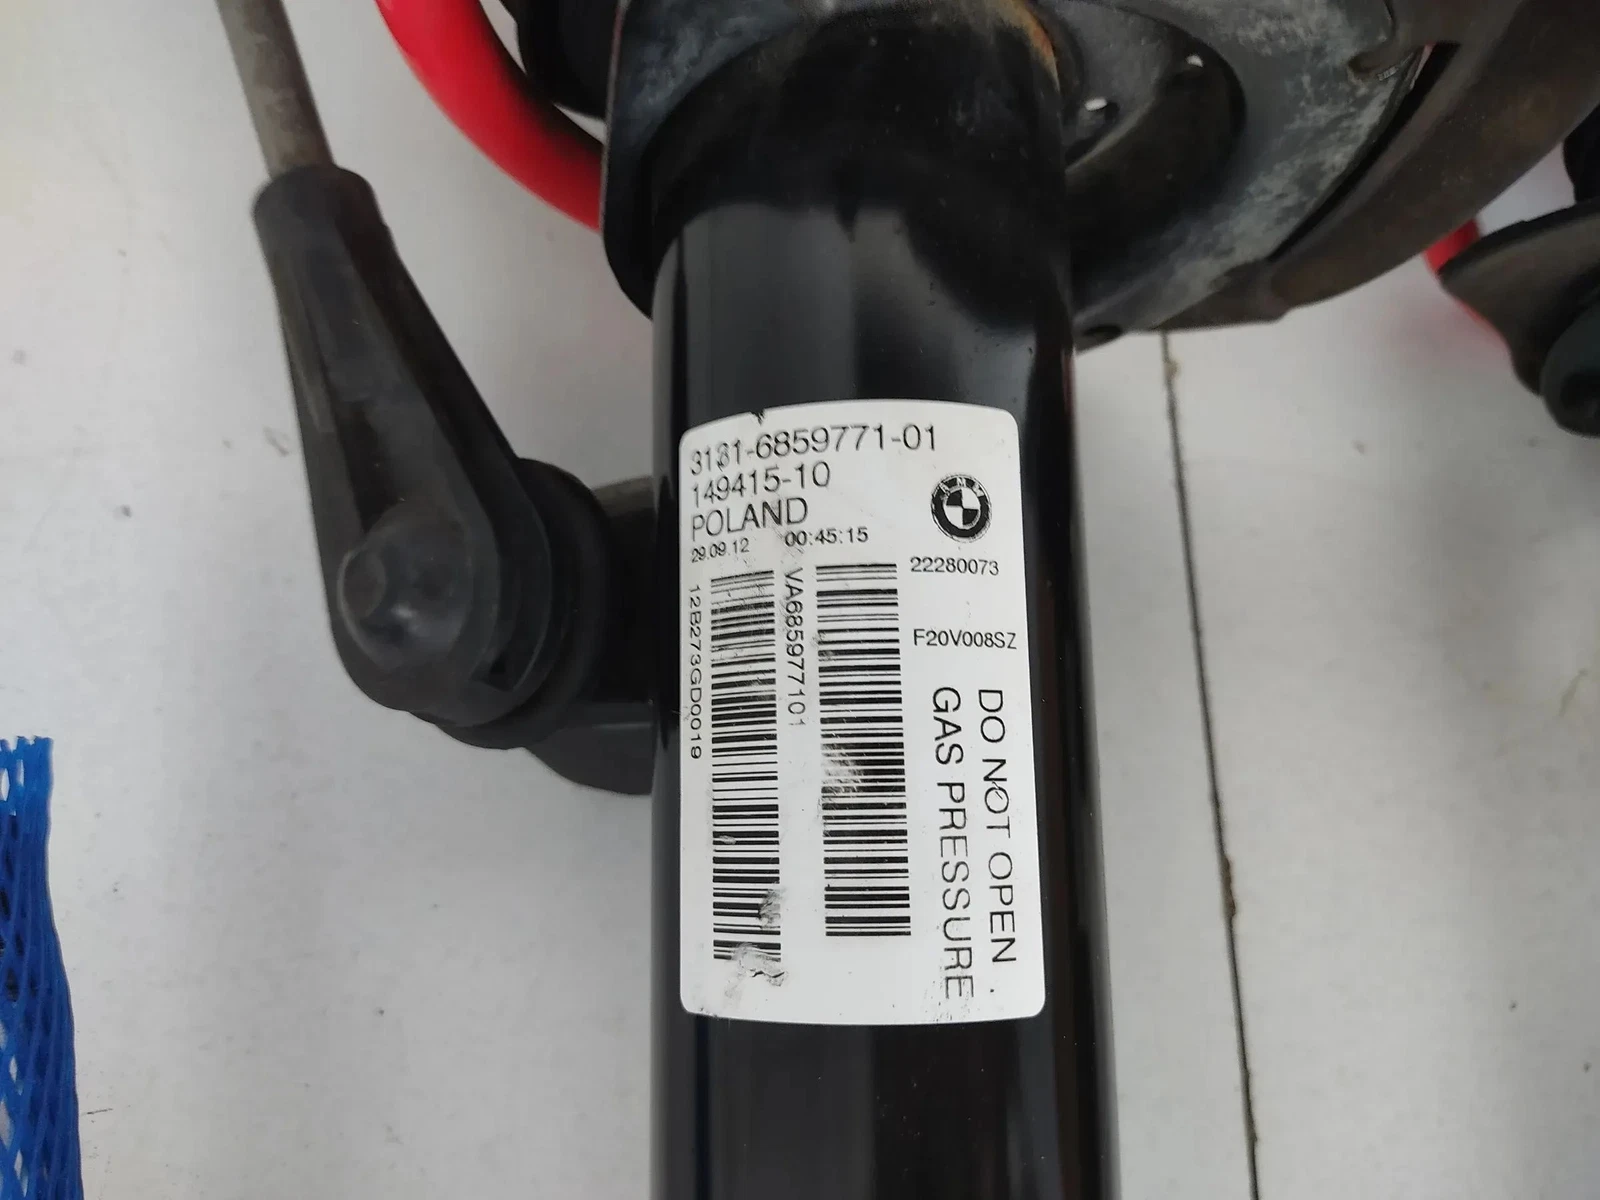 3131-6859771-01
149415-10
POLAND
29.09.12 00:45:15
BMW
22280073
F20V008SZ
12B273GD0019
VA685977101
DO NOT OPEN
GAS PRESSURE